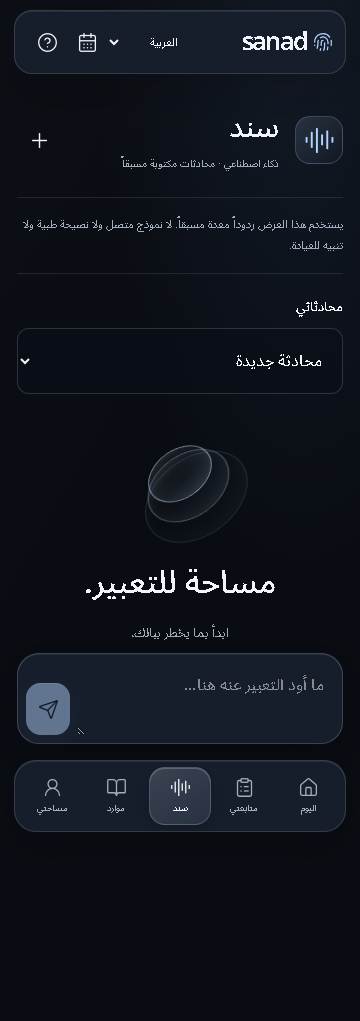 sanad
العربية
سند
ذكاء اصطناعي · محادثات مكتوبة مسبقاً
يستخدم هذا العرض ردوداً معدة مسبقاً. لا نموذج متصل ولا نصيحة طبية ولا
تنبيه للعيادة.
محادثاتي
محادثة جديدة
مساحة للتعبير.
ابدأ بما يخطر ببالك.
ما أود التعبير عنه هنا...
اليوم
متابعتي
سند
موارد
مساحتي